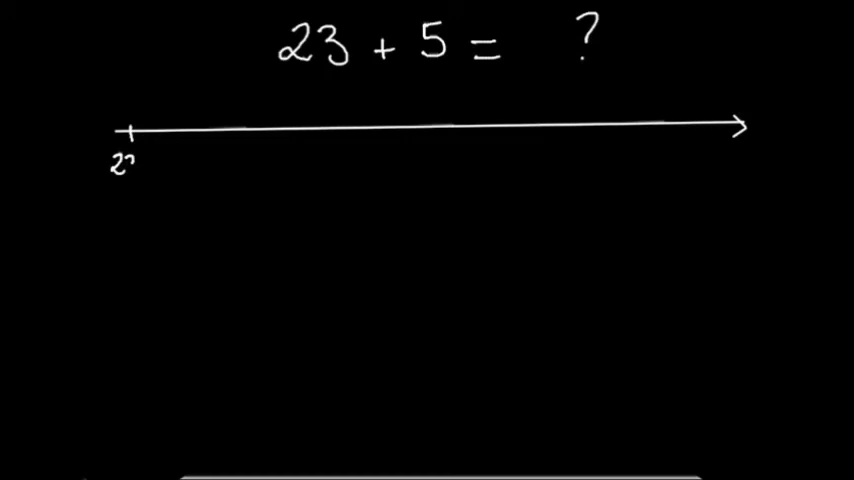 23 + 5 = ?